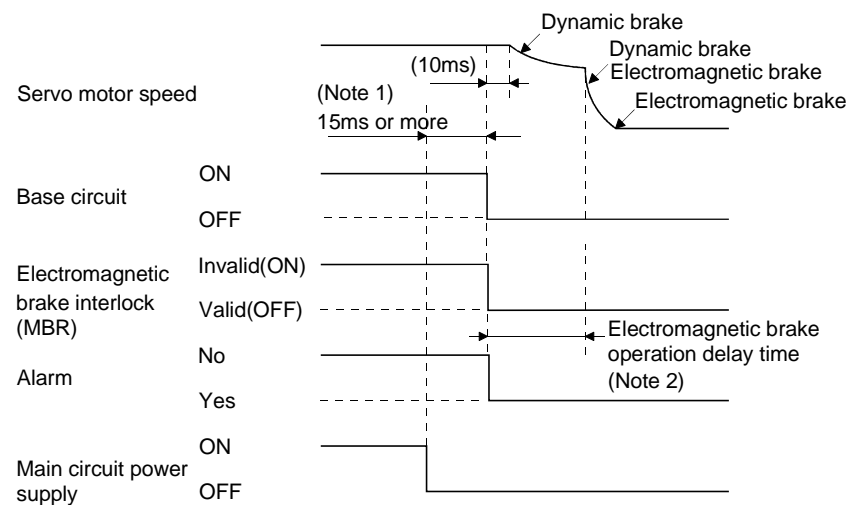 Dynamic brake
Dynamic brake
Electromagnetic brake
Electromagnetic brake
(10ms)
Servo motor speed
(Note 1)
15ms or more
Base circuit
ON
OFF
Electromagnetic
brake interlock
(MBR)
Invalid(ON)
Valid(OFF)
Electromagnetic brake
operation delay time
(Note 2)
Alarm
No
Yes
Main circuit power
supply
ON
OFF